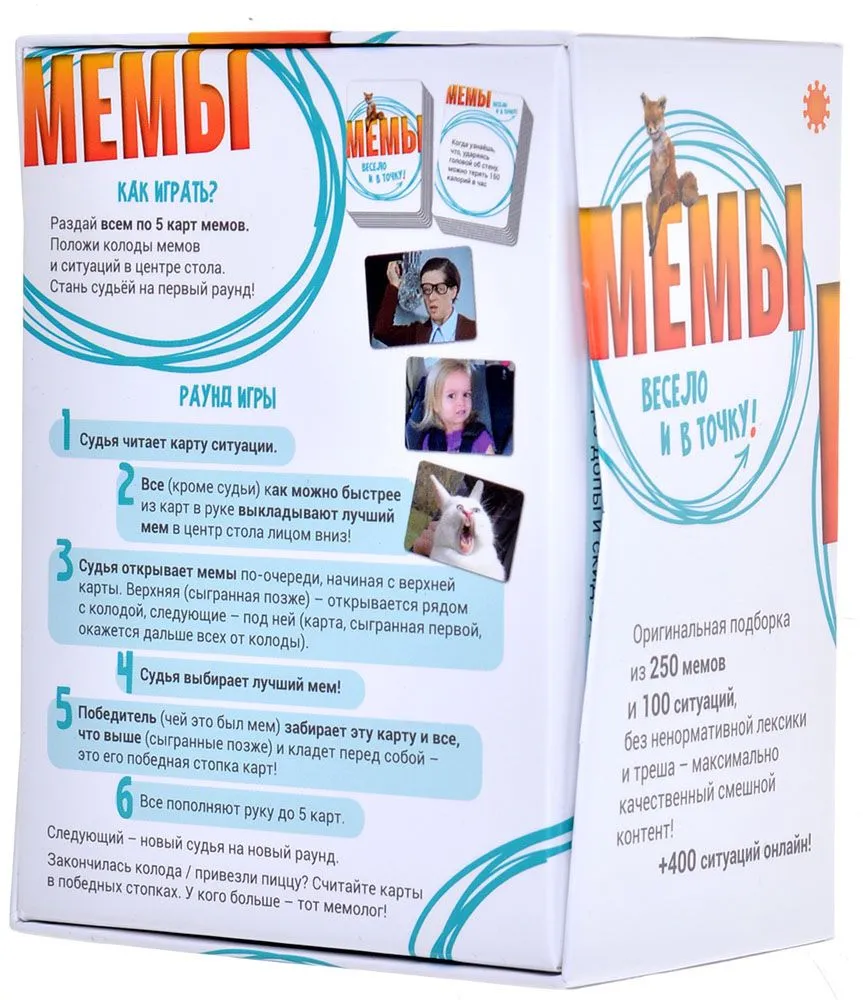 МЕМЫ
КАК ИГРАТЬ?
Раздай всем по 5 карт мемов.
Положи колоды мемов
и ситуаций в центре стола.
Стань судьёй на первый раунд!
МЕМЫ
ВЕСЕЛО
И В ТОЧКУ!
МЕМЫ
ВЕСЕЛО
И В ТОЧКУ!
Когда узнаёшь,
что, ударяясь
головой об стену,
можно терять 150
калорий в час
РАУНД ИГРЫ
1 Судья читает карту ситуации.
2 Все (кроме судьи) как можно быстрее
из карт в руке выкладывают лучший
мем в центр стола лицом вниз!
3 Судья открывает мемы по-очереди, начиная с верхней
карты. Верхняя (сыгранная позже) – открывается рядом
с колодой, следующие – под ней (карта, сыгранная первой,
окажется дальше всех от колоды).
4 Судья выбирает лучший мем!
5 Победитель (чей это был мем) забирает эту карту и все,
что выше (сыгранные позже) и кладет перед собой –
это его победная стопка карт!
6 Все пополняют руку до 5 карт.
Следующий – новый судья на новый раунд.
Закончилась колода / привезли пиццу? Считайте карты
в победных стопках. У кого больше – тот мемолог!
МЕМЫ
ВЕСЕЛО
И В ТОЧКУ!
Оригинальная подборка
из 250 мемов
и 100 ситуаций,
без ненормативной лексики
и треша – максимально
качественный смешной
контент!
+400 ситуаций онлайн!